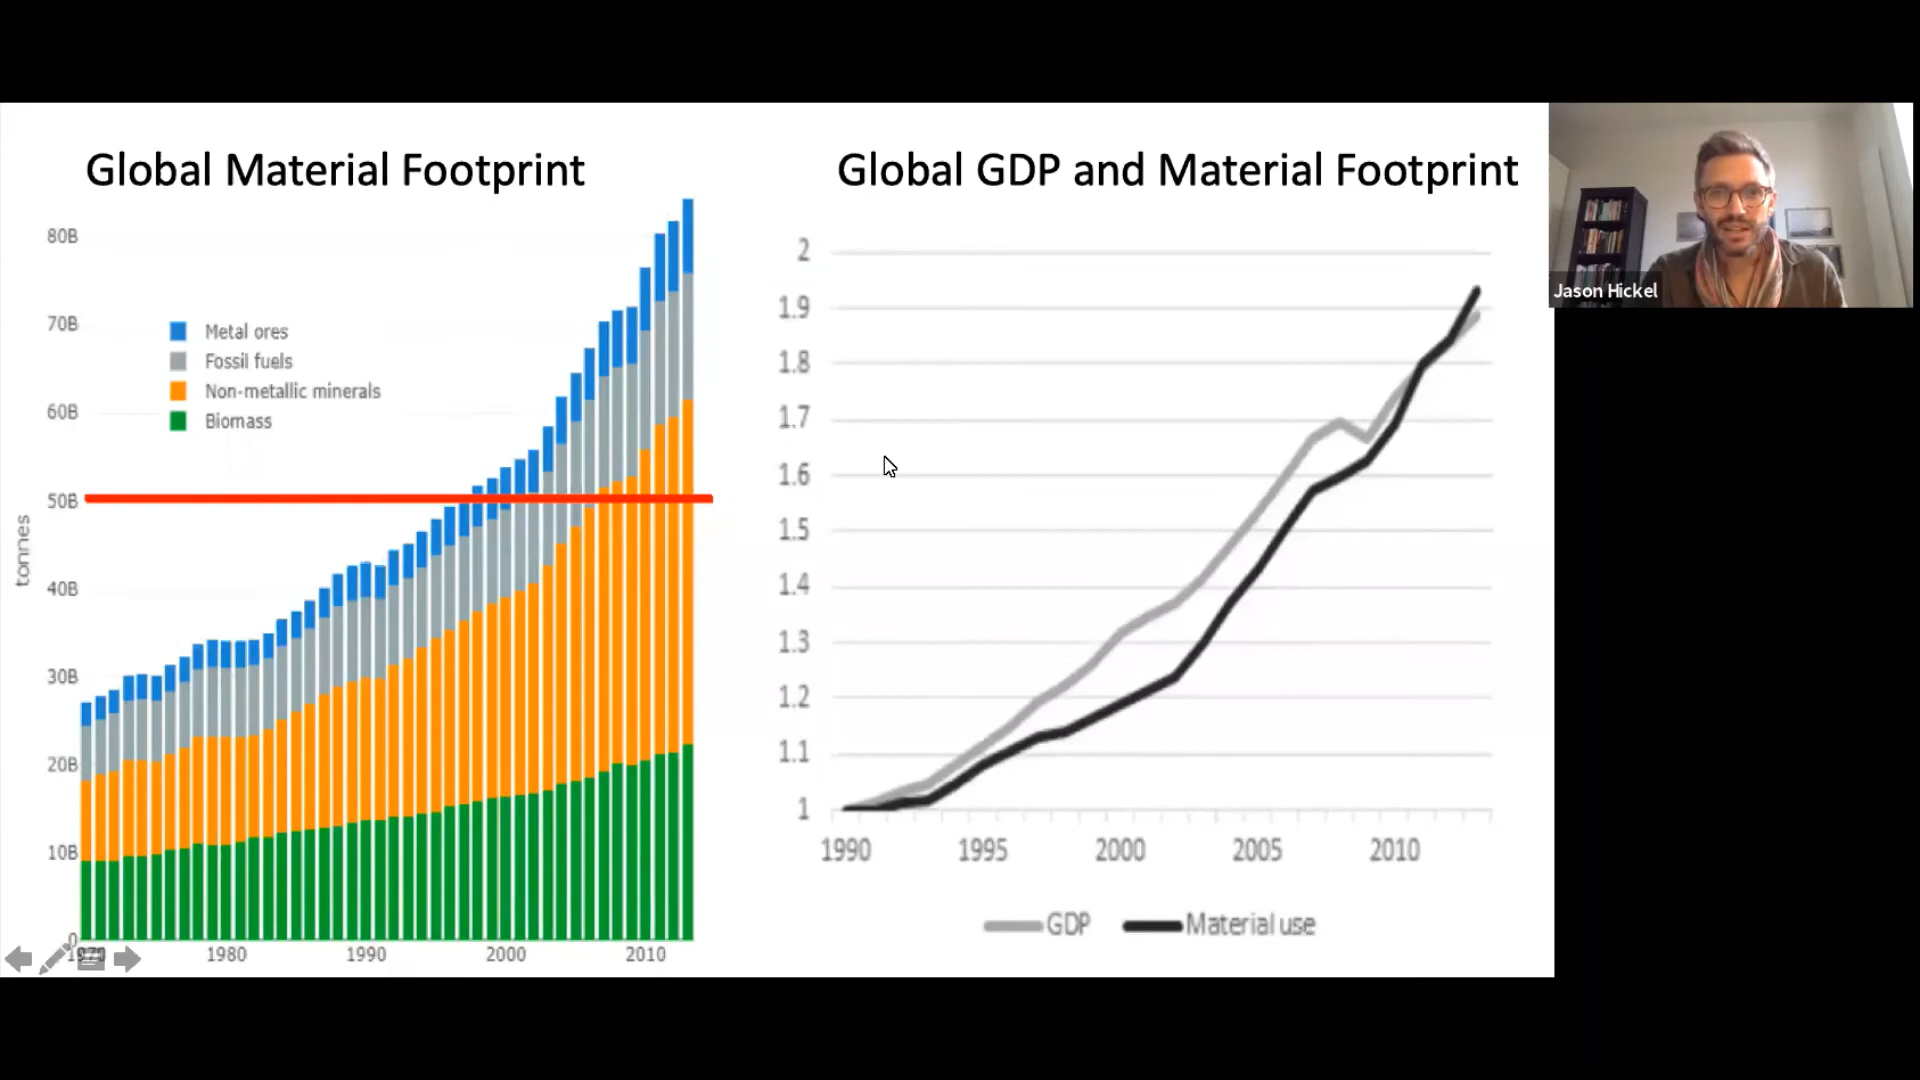 Global Material Footprint
80B
70B
60B
50B
40B
30B
20B
10B
0
tonnes
Metal ores
Fossil fuels
Non-metallic minerals
Biomass
1970
1980
1990
2000
2010
Global GDP and Material Footprint
2
1.9
1.8
1.7
1.6
1.5
1.4
1.3
1.2
1.1
1
1990
1995
2000
2005
2010
GDP
Material use
Jason Hickel